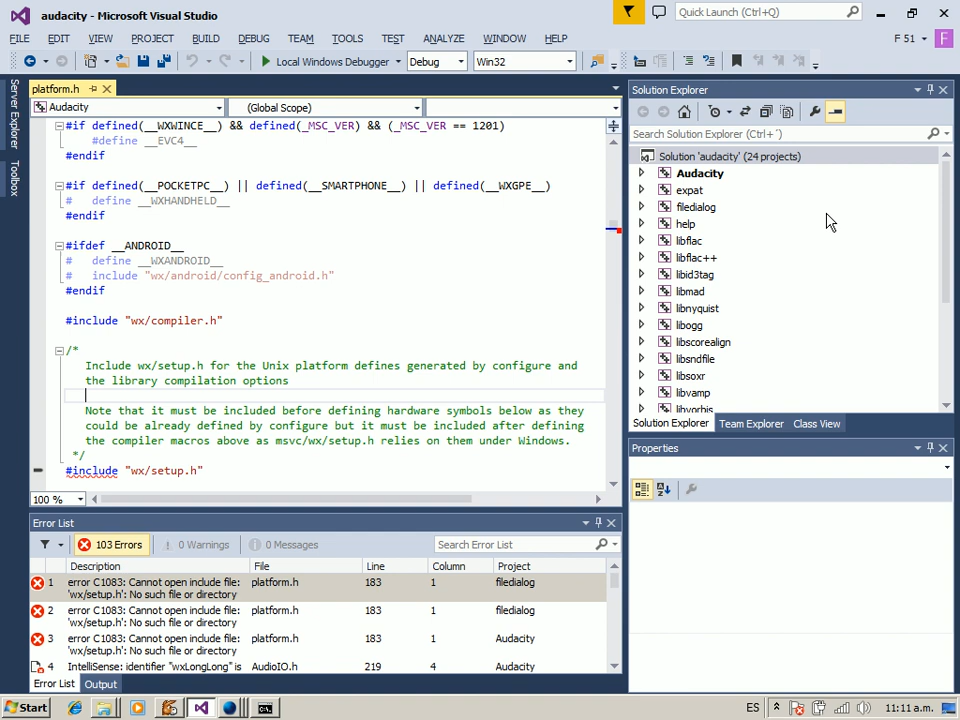 audacity - Microsoft Visual Studio
Quick Launch (Ctrl+Q)
FILE EDIT VIEW PROJECT BUILD DEBUG TEAM TOOLS TEST ANALYZE WINDOW HELP
F 51 F
Local Windows Debugger Debug Win32
Server Explorer
Toolbox
platform.h
Audacity (Global Scope)
#if defined(__WXWINCE__) && defined(_MSC_VER) && (_MSC_VER == 1201)
#define __EVC4__
#endif
#if defined(__POCKETPC__) || defined(__SMARTPHONE__) || defined(__WXGPE__)
# define __WXHANDHELD__
#endif
#ifdef __ANDROID__
# define __WXANDROID__
# include "wx/android/config_android.h"
#endif
#include "wx/compiler.h"
/*
Include wx/setup.h for the Unix platform defines generated by configure and
the library compilation options
Note that it must be included before defining hardware symbols below as they
could be already defined by configure but it must be included after defining
the compiler macros above as msvc/wx/setup.h relies on them under Windows.
*/
#include "wx/setup.h"
100 %
Error List
103 Errors 0 Warnings 0 Messages Search Error List
Description File Line Column Project
1 error C1083: Cannot open include file: 'wx/setup.h': No such file or directory platform.h 183 1 filedialog
2 error C1083: Cannot open include file: 'wx/setup.h': No such file or directory platform.h 183 1 filedialog
3 error C1083: Cannot open include file: 'wx/setup.h': No such file or directory platform.h 183 1 Audacity
4 IntelliSense: identifier "wxLongLong" is AudioIO.h 219 4 Audacity
Error List Output
Solution Explorer
Search Solution Explorer (Ctrl+´)
Solution 'audacity' (24 projects)
Audacity
expat
filedialog
help
libflac
libflac++
libid3tag
libmad
libnyquist
libogg
libscorealign
libsndfile
libsoxr
libvamp
libvorbis
Solution Explorer Team Explorer Class View
Properties
Start
ES 11:11 a.m.